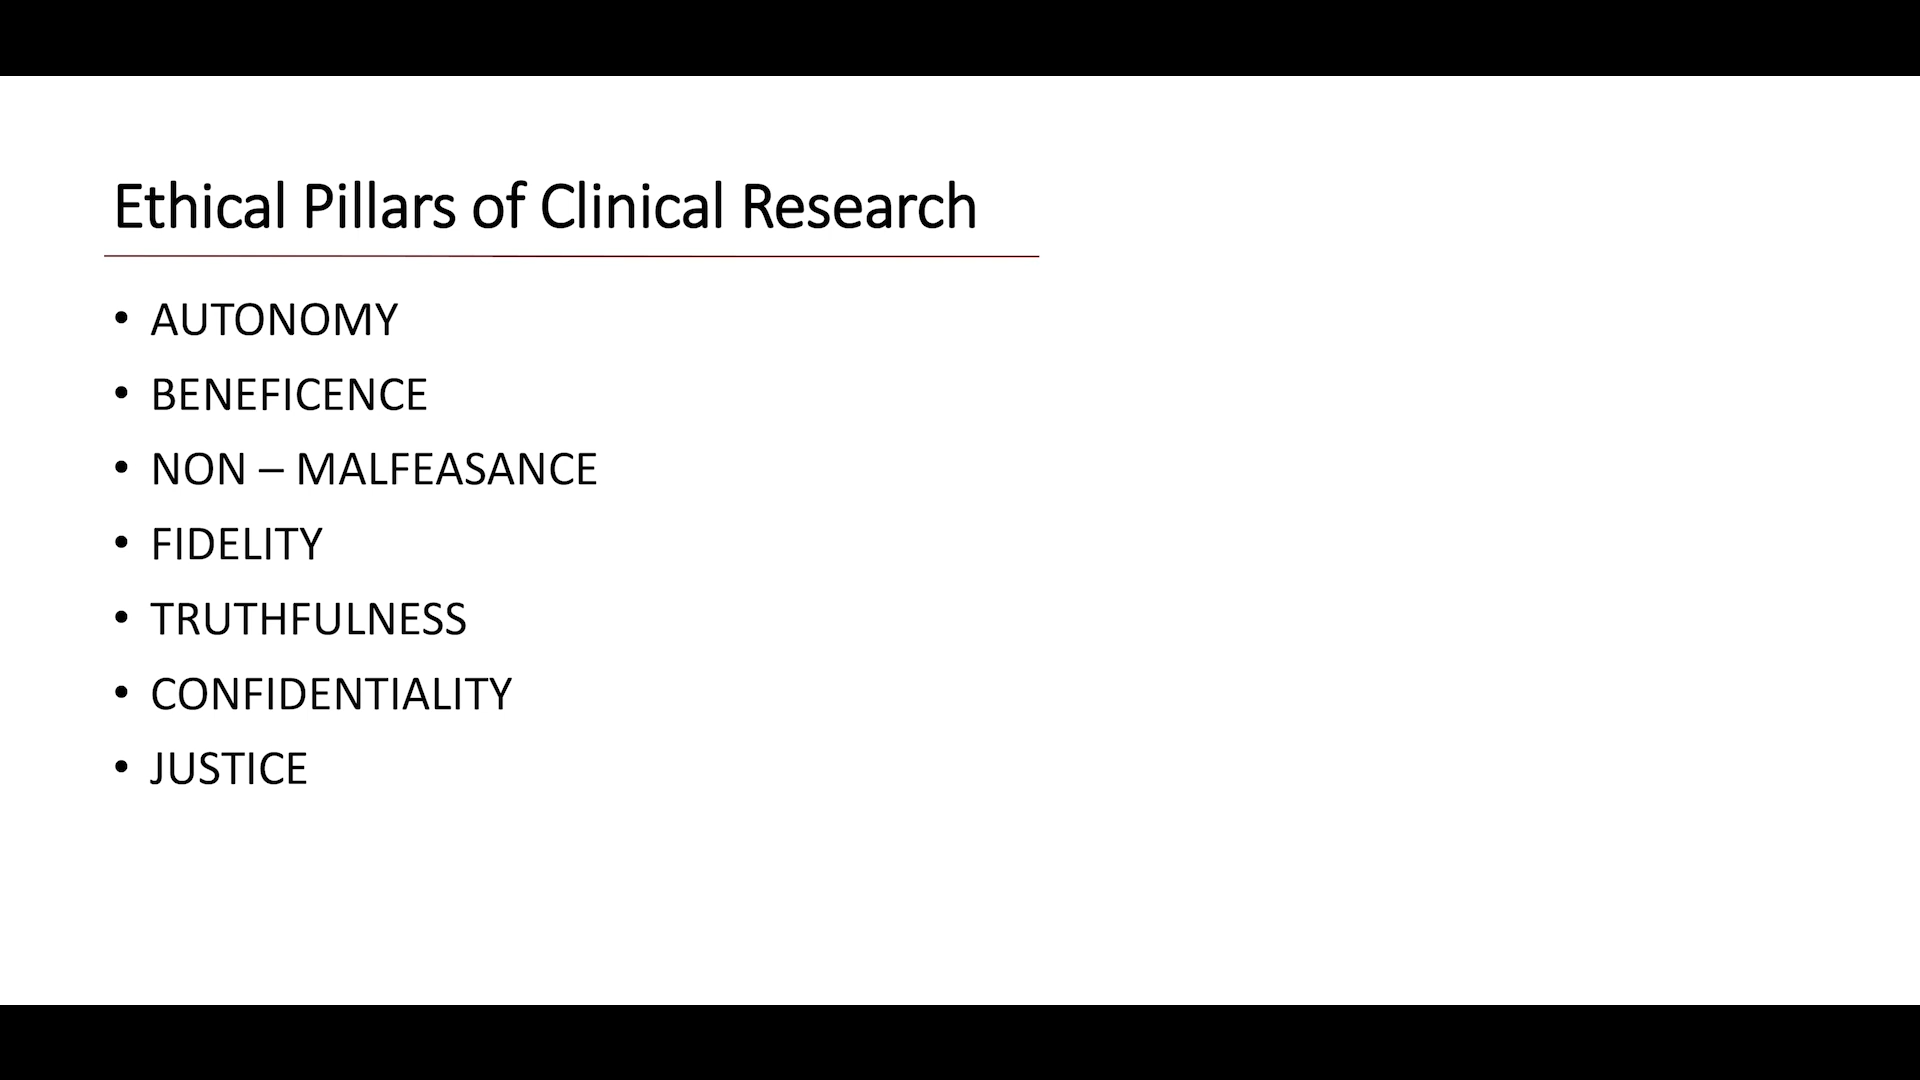 Ethical Pillars of Clinical Research
• AUTONOMY
• BENEFICENCE
• NON – MALFEASANCE
• FIDELITY
• TRUTHFULNESS
• CONFIDENTIALITY
• JUSTICE